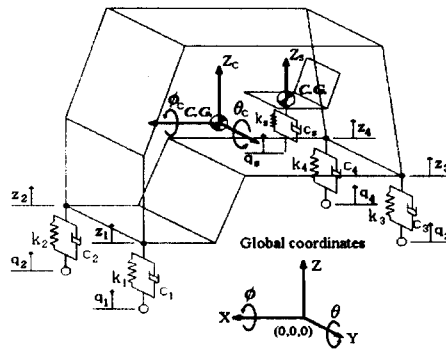 Z_C
Z_S
C.G.
ϕ_C
C.G.
θ_C
k_s
c_s
z_4
q_s
k_4
c_4
z_3
z_2
z_1
q_4
k_3
c_3
k_2
c_2
q_2
k_1
c_1
q_1
Global coordinates
Z
ϕ
θ
X
(0,0,0)
Y